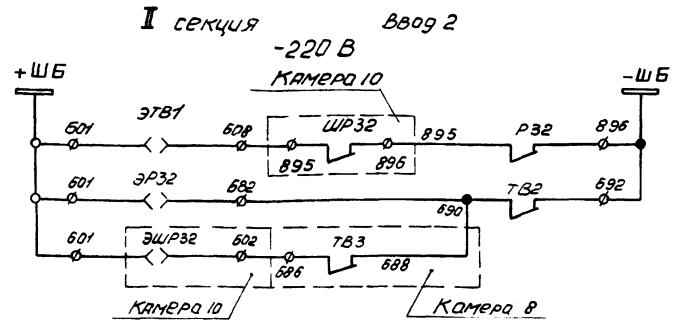 II секция Ввод 2
-220 В
Камера 10
+ШБ -ШБ
601 ЭТВ1 608 ШР32 895 Р32 896
895 896
601 ЭР32 682 690 ТВ2 692
601 ЭШР32 602 686 ТВ3 688
Камера 10 Камера 8